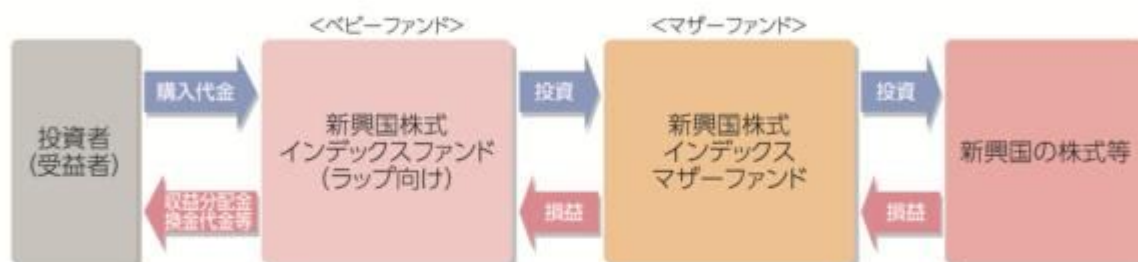 <ベビーファンド>
<マザーファンド>
投資者
(受益者)
購入代金
収益分配金
換金代金等
新興国株式
インデックスファンド
(ラップ向け)
投資
損益
新興国株式
インデックス
マザーファンド
投資
損益
新興国の株式等